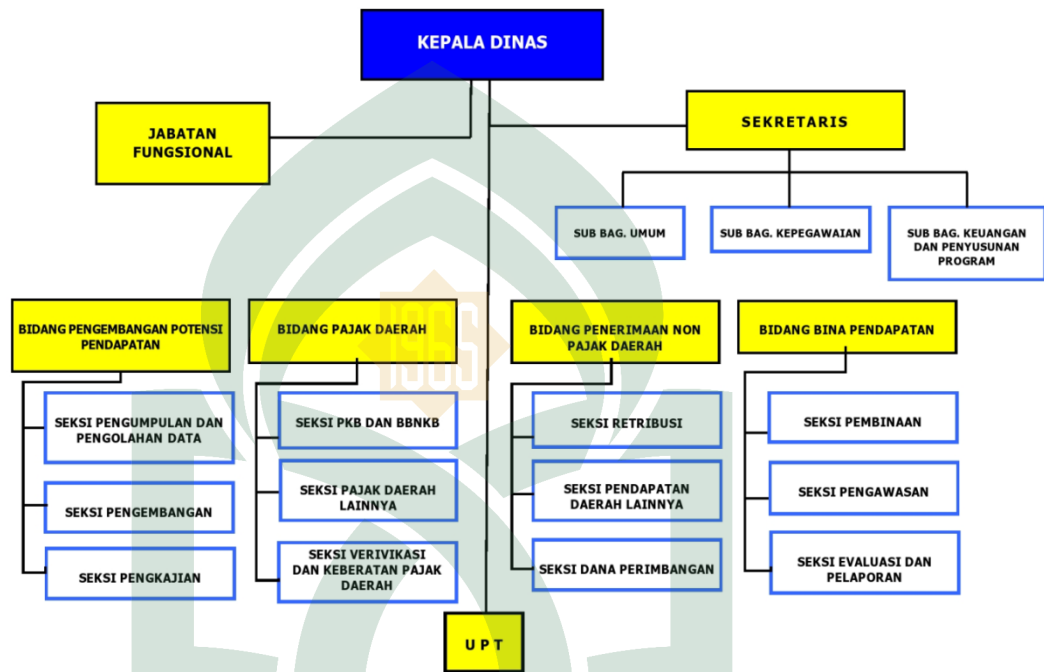 KEPALA DINAS
JABATAN
FUNGSIONAL
SEKRETARIS
SUB BAG. UMUM
SUB BAG. KEPEGAWAIAN
SUB BAG. KEUANGAN
DAN PENYUSUNAN
PROGRAM
BIDANG PENGEMBANGAN POTENSI
PENDAPATAN
SEKSI PENGUMPULAN DAN
PENGOLAHAN DATA
SEKSI PENGEMBANGAN
SEKSI PENGKAJIAN
BIDANG PAJAK DAERAH
SEKSI PKB DAN BBNKB
SEKSI PAJAK DAERAH
LAINNYA
SEKSI VERIVIKASI
DAN KEBERATAN PAJAK
DAERAH
BIDANG PENERIMAAN NON
PAJAK DAERAH
SEKSI RETRIBUSI
SEKSI PENDAPATAN
DAERAH LAINNYA
SEKSI DANA PERIMBANGAN
BIDANG BINA PENDAPATAN
SEKSI PEMBINAAN
SEKSI PENGAWASAN
SEKSI EVALUASI DAN
PELAPORAN
U P T
1965